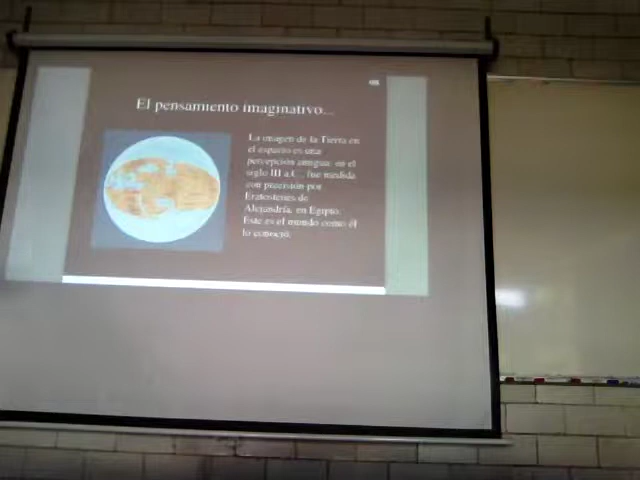 El pensamiento imaginativo...
La imagen de la Tierra en
el espacio es una
percepción antigua: en el
siglo III a.C., fue medida
con precisión por
Eratóstenes de
Alejandría, en Egipto.
Este es el mundo como él
lo conoció.